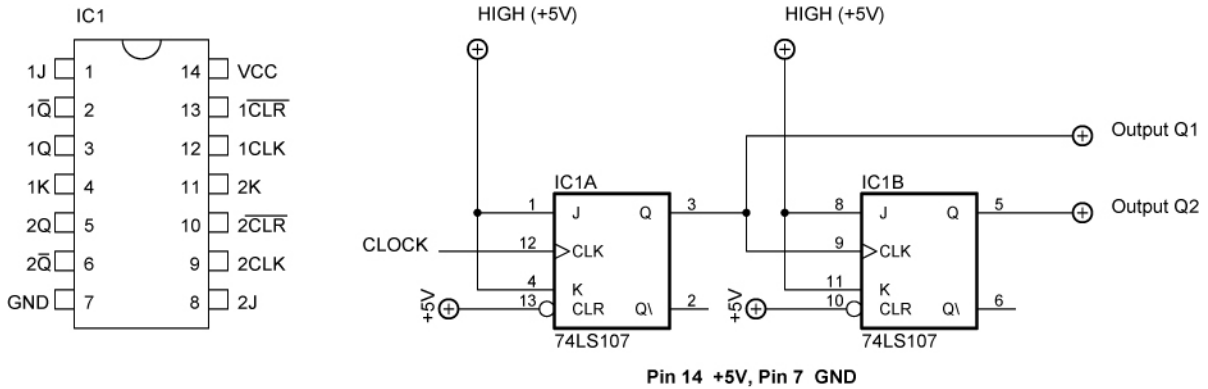 IC1
1J 1 14 VCC
1Q̅ 2 13 1C̅L̅R̅
1Q 3 12 1CLK
1K 4 11 2K
2Q 5 10 2C̅L̅R̅
2Q̅ 6 9 2CLK
GND 7 8 2J
HIGH (+5V) HIGH (+5V)
Output Q1
IC1A IC1B
1 J Q 3 8 J Q 5 Output Q2
CLOCK 12 CLK 9 CLK
4 K 11 K
+5V 13 CLR Q\ 2 +5V 10 CLR Q\ 6
74LS107 74LS107
Pin 14 +5V, Pin 7 GND